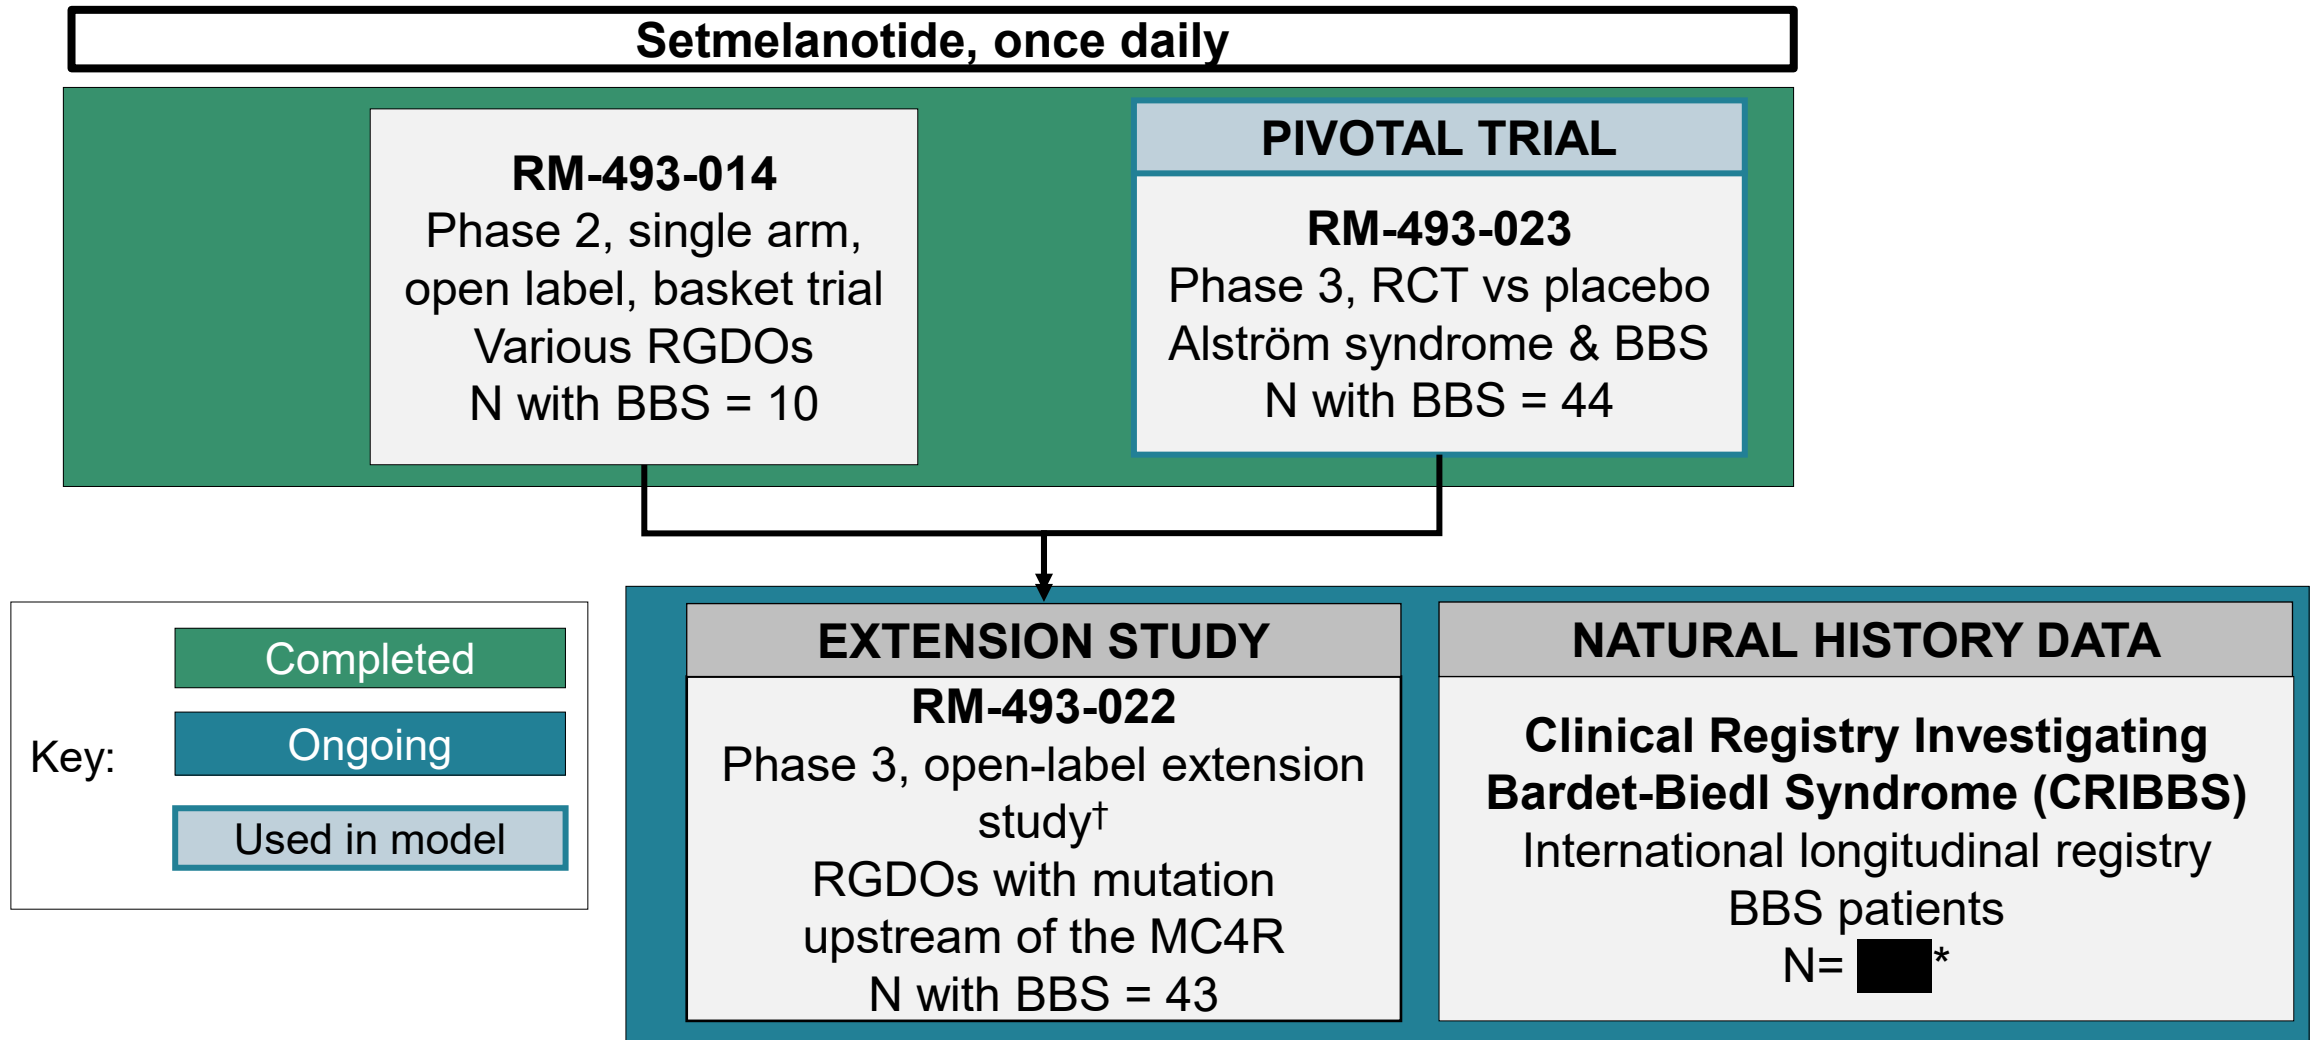 Setmelanotide, once daily
RM-493-014
Phase 2, single arm,
open label, basket trial
Various RGDOs
N with BBS = 10
PIVOTAL TRIAL
RM-493-023
Phase 3, RCT vs placebo
Alström syndrome & BBS
N with BBS = 44
Key:
Completed
Ongoing
Used in model
EXTENSION STUDY
RM-493-022
Phase 3, open-label extension
study†
RGDOs with mutation
upstream of the MC4R
N with BBS = 43
NATURAL HISTORY DATA
Clinical Registry Investigating
Bardet-Biedl Syndrome (CRIBBS)
International longitudinal registry
BBS patients
N= *